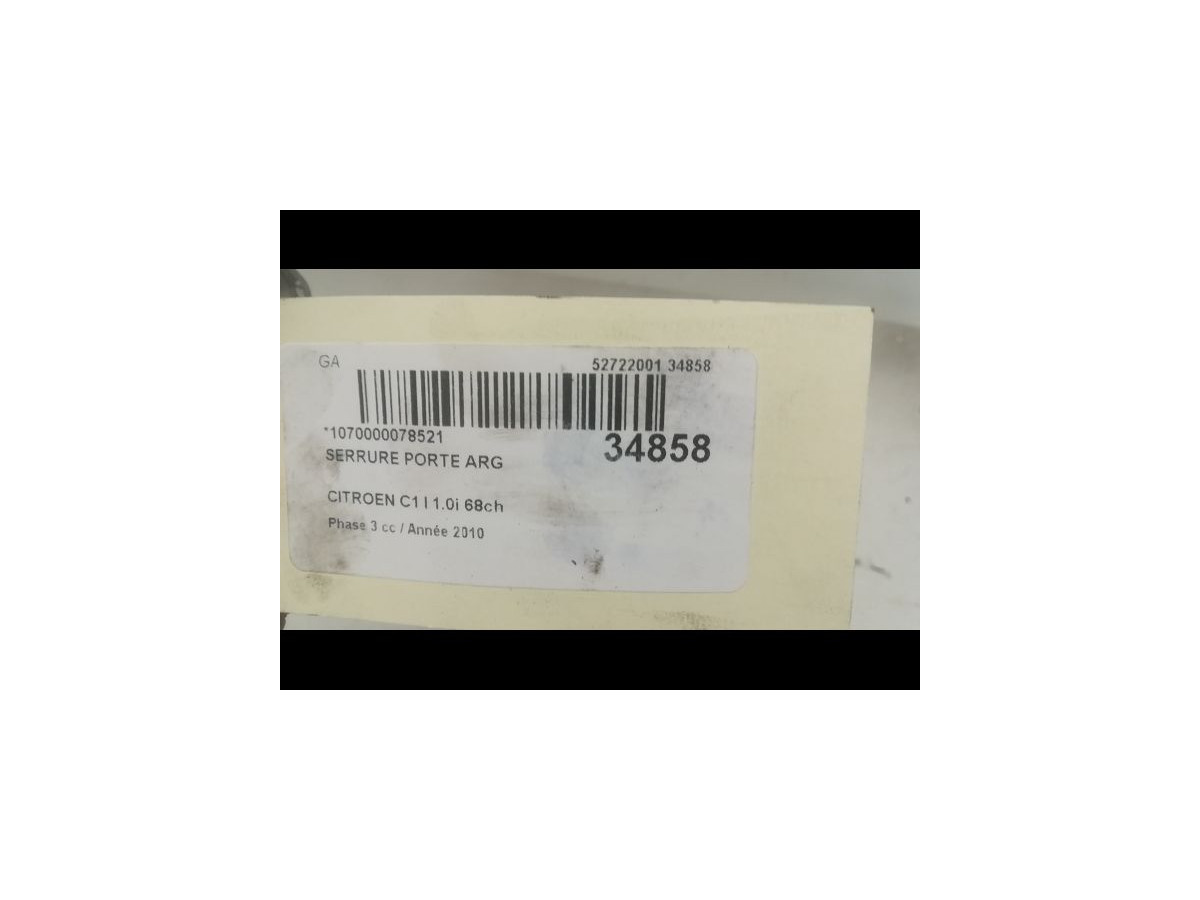 GA 52722001 34858
*1070000078521
34858
SERRURE PORTE ARG
CITROEN C1 I 1.0i 68ch
Phase 3 cc / Année 2010